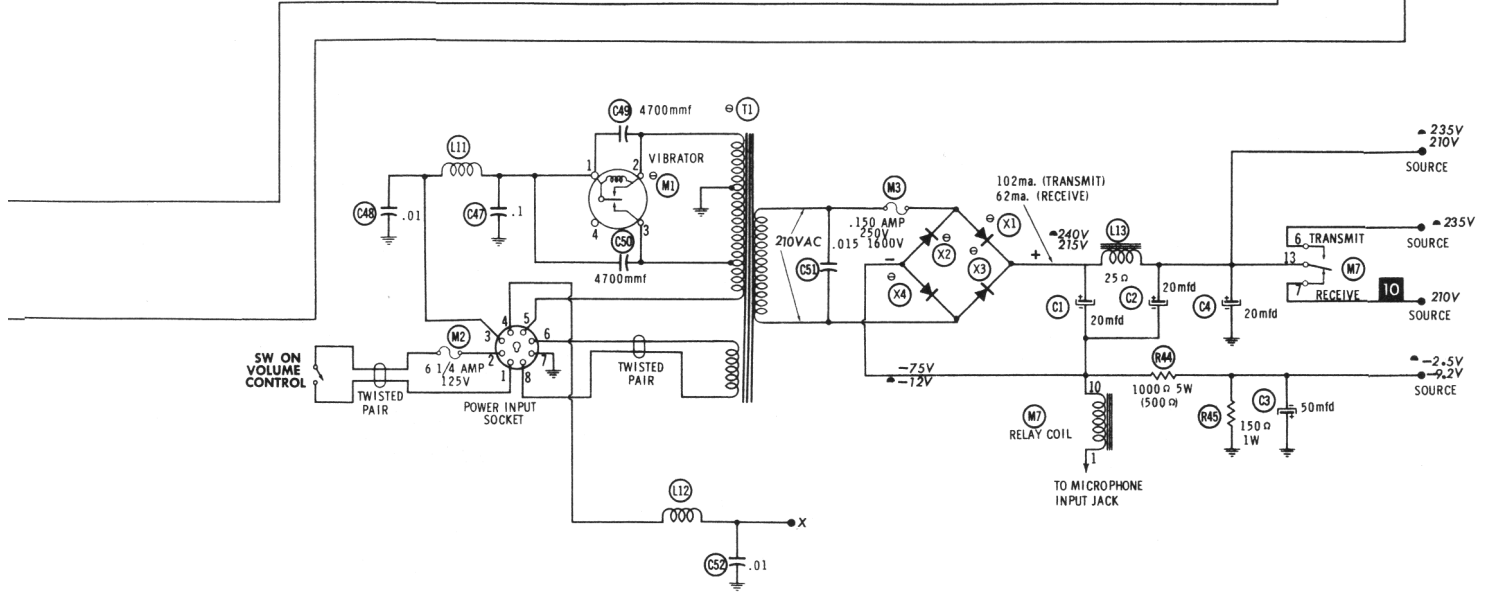 C49 4700mmf
⊖ T1
L11
1 2 VIBRATOR
⊖ M1
C48 .01
C47 .1
4 3
C50
4700mmf
235V
210V
SOURCE
102ma. (TRANSMIT)
62ma. (RECEIVE)
M3
.150 AMP
250V
.015 1600V
210VAC
C51
⊖ X1
⊖ X2
⊖ X3
⊖ X4
-
+
240V
215V
L13
25Ω
C1
20mfd
C2
20mfd
C4
20mfd
235V
SOURCE
6 TRANSMIT
13
M7
7 RECEIVE
10
210V
SOURCE
4 5
3 6
2 7
1 8
M2
6 1/4 AMP
125V
SW ON
VOLUME
CONTROL
TWISTED
PAIR
POWER INPUT
SOCKET
TWISTED
PAIR
-75V
-12V
10
R44
1000Ω 5W
(500Ω)
-2.5V
-9.2V
SOURCE
M7
RELAY COIL
1
TO MICROPHONE
INPUT JACK
R45
150Ω
1W
C3
50mfd
L12
X
C52 .01